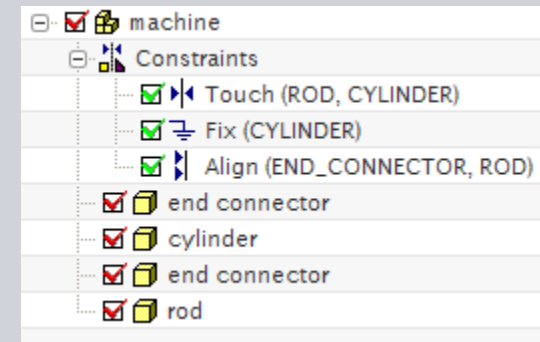 machine
Constraints
Touch (ROD, CYLINDER)
Fix (CYLINDER)
Align (END_CONNECTOR, ROD)
end connector
cylinder
end connector
rod